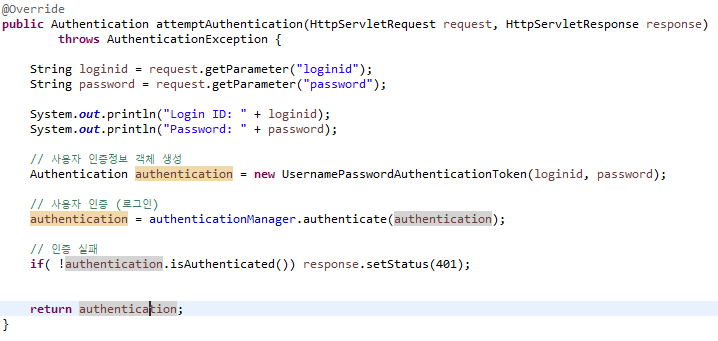 @Override
public Authentication attemptAuthentication(HttpServletRequest request, HttpServletResponse response)
throws AuthenticationException {
String loginid = request.getParameter("loginid");
String password = request.getParameter("password");
System.out.println("Login ID: " + loginid);
System.out.println("Password: " + password);
// 사용자 인증정보 객체 생성
Authentication authentication = new UsernamePasswordAuthenticationToken(loginid, password);
// 사용자 인증 (로그인)
authentication = authenticationManager.authenticate(authentication);
// 인증 실패
if( !authentication.isAuthenticated()) response.setStatus(401);
return authentication;
}